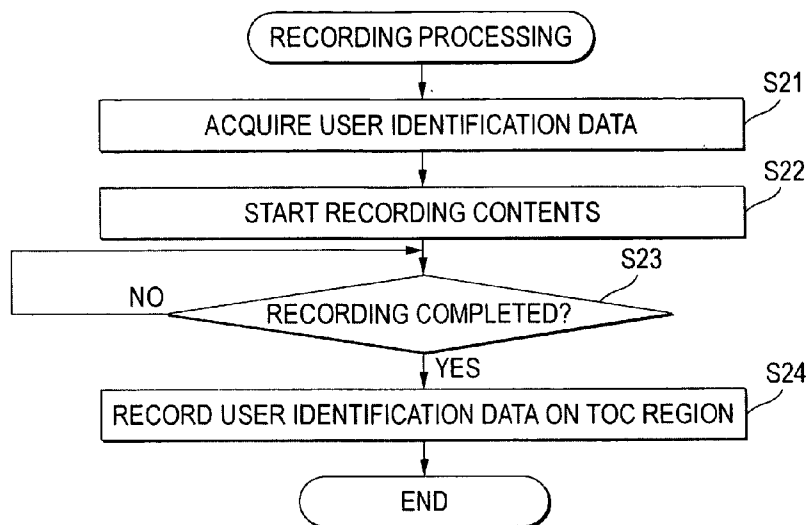 RECORDING PROCESSING
S21
ACQUIRE USER IDENTIFICATION DATA
S22
START RECORDING CONTENTS
S23
NO
RECORDING COMPLETED?
YES
S24
RECORD USER IDENTIFICATION DATA ON TOC REGION
END